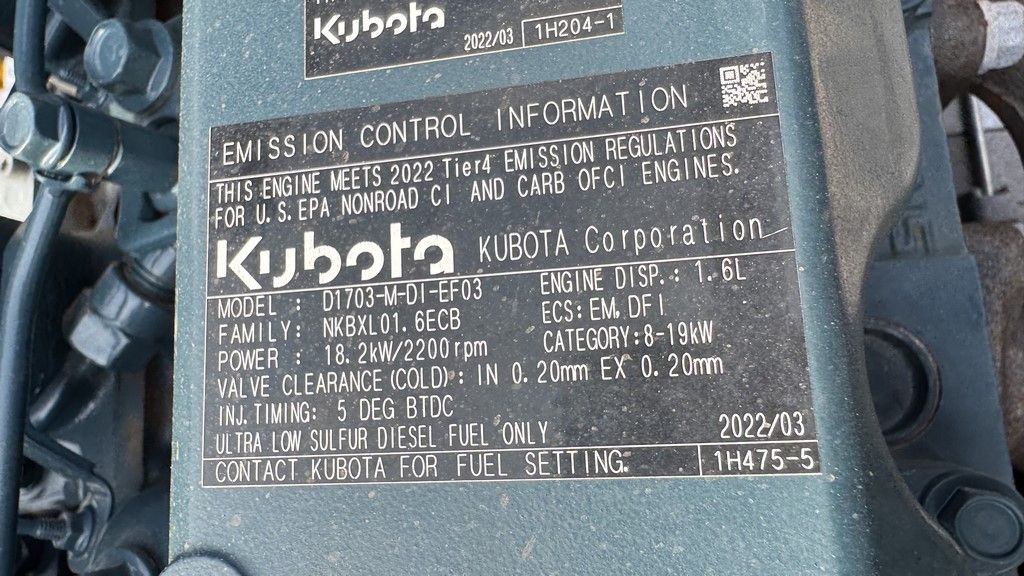 Kubota
2022/03 1H204-1
EMISSION CONTROL INFORMATION
THIS ENGINE MEETS 2022 Tier4 EMISSION REGULATIONS
FOR U.S. EPA NONROAD CI AND CARB OFCI ENGINES.
Kubota KUBOTA Corporation
MODEL : D1703-M-DI-EF03 ENGINE DISP.: 1.6L
FAMILY: NKBXL01.6ECB ECS:EM,DFI
POWER : 18.2kW/2200rpm CATEGORY:8-19kW
VALVE CLEARANCE(COLD): IN 0.20mm EX 0.20mm
INJ.TIMING: 5 DEG BTDC
ULTRA LOW SULFUR DIESEL FUEL ONLY 2022/03
CONTACT KUBOTA FOR FUEL SETTING. 1H475-5